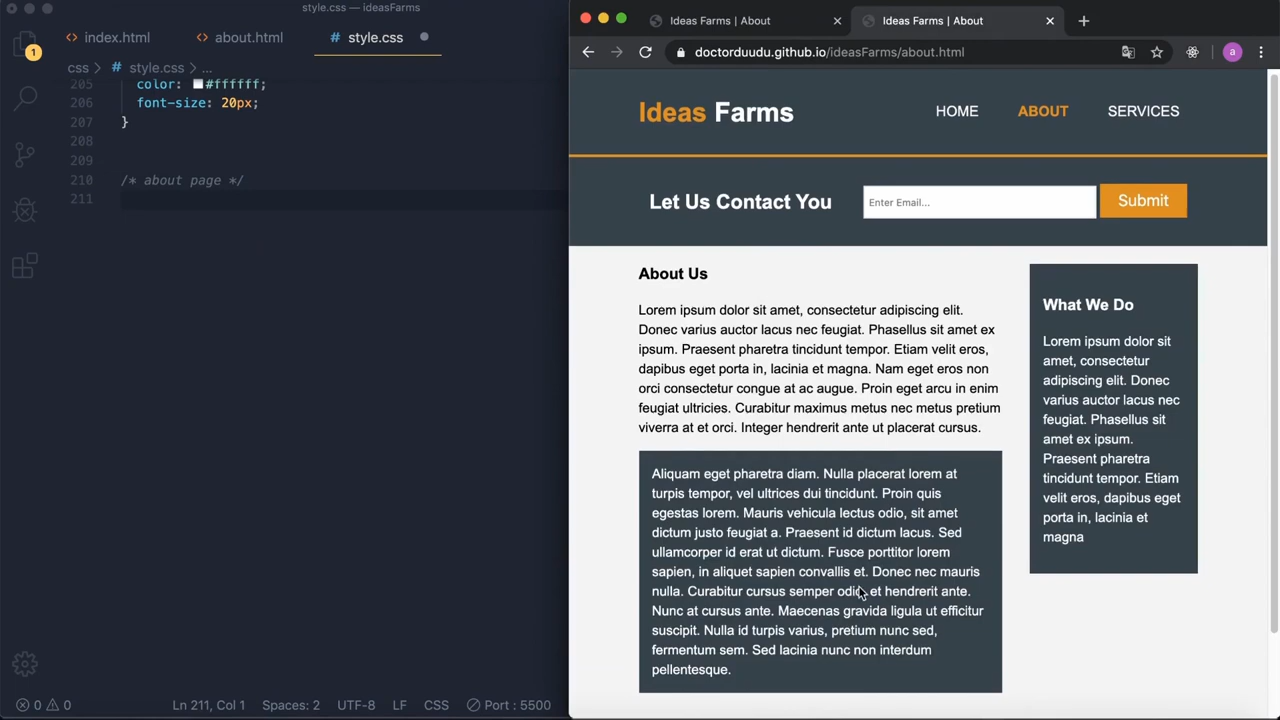 style.css — ideasFarms
index.html
about.html
# style.css
1
css > # style.css > ...
205 color: #ffffff;
206 font-size: 20px;
207 }
208
209
210 /* about page */
211
0 0
Ln 211, Col 1 Spaces: 2 UTF-8 LF CSS Port : 5500
Ideas Farms | About
Ideas Farms | About
doctorduudu.github.io/ideasFarms/about.html
a
Ideas Farms
HOME ABOUT SERVICES
Let Us Contact You
Enter Email...
Submit
About Us
Lorem ipsum dolor sit amet, consectetur adipiscing elit.
Donec varius auctor lacus nec feugiat. Phasellus sit amet ex
ipsum. Praesent pharetra tincidunt tempor. Etiam velit eros,
dapibus eget porta in, lacinia et magna. Nam eget eros non
orci consectetur congue at ac augue. Proin eget arcu in enim
feugiat ultricies. Curabitur maximus metus nec metus pretium
viverra at et orci. Integer hendrerit ante ut placerat cursus.
Aliquam eget pharetra diam. Nulla placerat lorem at
turpis tempor, vel ultrices dui tincidunt. Proin quis
egestas lorem. Mauris vehicula lectus odio, sit amet
dictum justo feugiat a. Praesent id dictum lacus. Sed
ullamcorper id erat ut dictum. Fusce porttitor lorem
sapien, in aliquet sapien convallis et. Donec nec mauris
nulla. Curabitur cursus semper odio et hendrerit ante.
Nunc at cursus ante. Maecenas gravida ligula ut efficitur
suscipit. Nulla id turpis varius, pretium nunc sed,
fermentum sem. Sed lacinia nunc non interdum
pellentesque.
What We Do
Lorem ipsum dolor sit
amet, consectetur
adipiscing elit. Donec
varius auctor lacus nec
feugiat. Phasellus sit
amet ex ipsum.
Praesent pharetra
tincidunt tempor. Etiam
velit eros, dapibus eget
porta in, lacinia et
magna